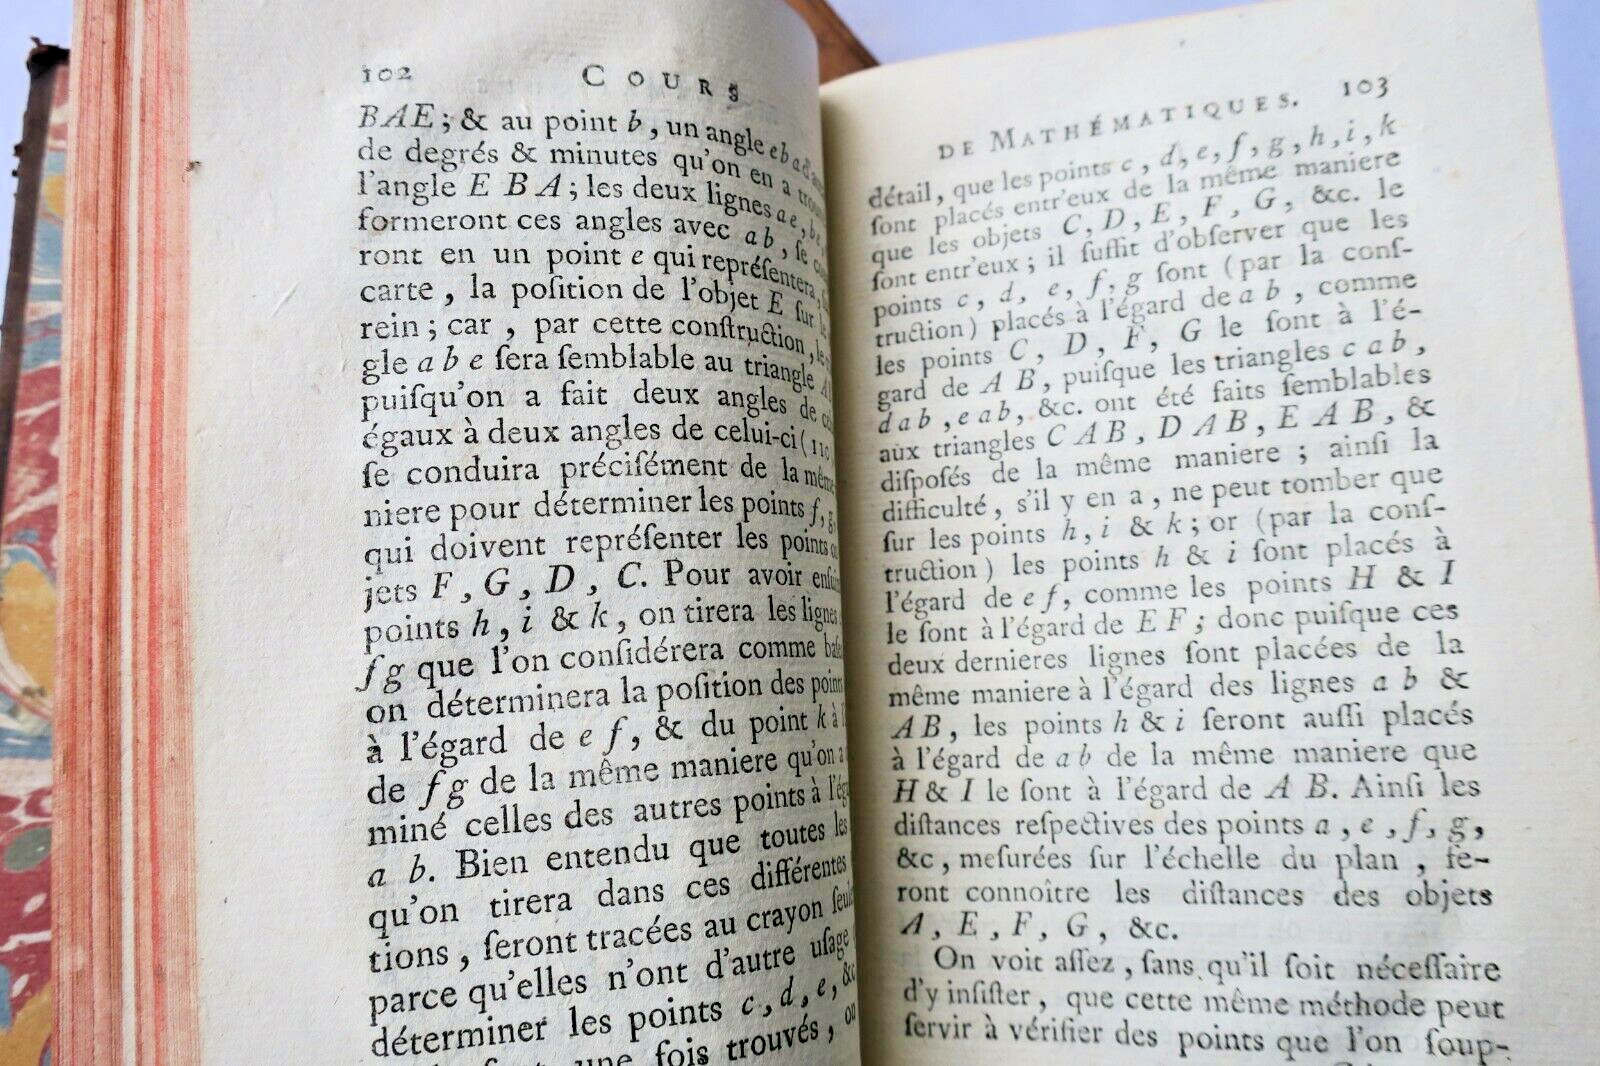 102 COURS
BAE; & au point b, un angle ebad'
de degrés & minutes qu'on en a
l'angle E B A; les deux lignes ae, be
formeront ces angles avec ab, ſe
ront en un point e qui repréſentera,
carte, la poſition de l'objet E ſur
rein; car, par cette conſtruction,
gle a b e ſera ſemblable au triangle
puiſqu'on a fait deux angles de
égaux à deux angles de celui-ci (110
ſe conduira préciſément de la même
niere pour déterminer les points f, g,
qui doivent repréſenter les points
jets F, G, D, C. Pour avoir
points h, i & k, on tirera les lignes
fg que l'on conſidérera comme
on déterminera la poſition des points
à l'égard de e f, & du point k à
de fg de la même maniere qu'on a
miné celles des autres points à
a b. Bien entendu que toutes les
qu'on tirera dans ces différentes
tions, ſeront tracées au crayon
parce qu'elles n'ont d'autre uſage
déterminer les points c, d, e, &c
une fois trouvés, on
DE MATHÉMATIQUES. 103
détail, que les points c, d, e, f, g, h, i, k
ſont placés entr'eux de la même maniere
que les objets C, D, E, F, G, &c. le
ſont entr'eux; il ſuffit d'obſerver que les
points c, d, e, f, g ſont (par la conſ-
truction) placés à l'égard de a b, comme
les points C, D, F, G le ſont à l'é-
gard de A B, puiſque les triangles c a b,
d a b, e a b, &c. ont été faits ſemblables
aux triangles C A B, D A B, E A B, &
diſpoſés de la même maniere; ainſi la
difficulté, s'il y en a, ne peut tomber que
ſur les points h, i & k; or (par la conſ-
truction) les points h & i ſont placés à
l'égard de e f, comme les points H & I
le ſont à l'égard de E F; donc puiſque ces
deux dernieres lignes ſont placées de la
même maniere à l'égard des lignes a b &
A B, les points h & i ſeront auſſi placés
à l'égard de a b de la même maniere que
H & I le ſont à l'égard de A B. Ainſi les
diſtances reſpectives des points a, e, f, g,
&c, meſurées ſur l'échelle du plan, ſe-
ront connoître les diſtances des objets
A, E, F, G, &c.
On voit aſſez, ſans qu'il ſoit néceſſaire
d'y inſiſter, que cette même méthode peut
ſervir à vérifier des points que l'on ſoup-